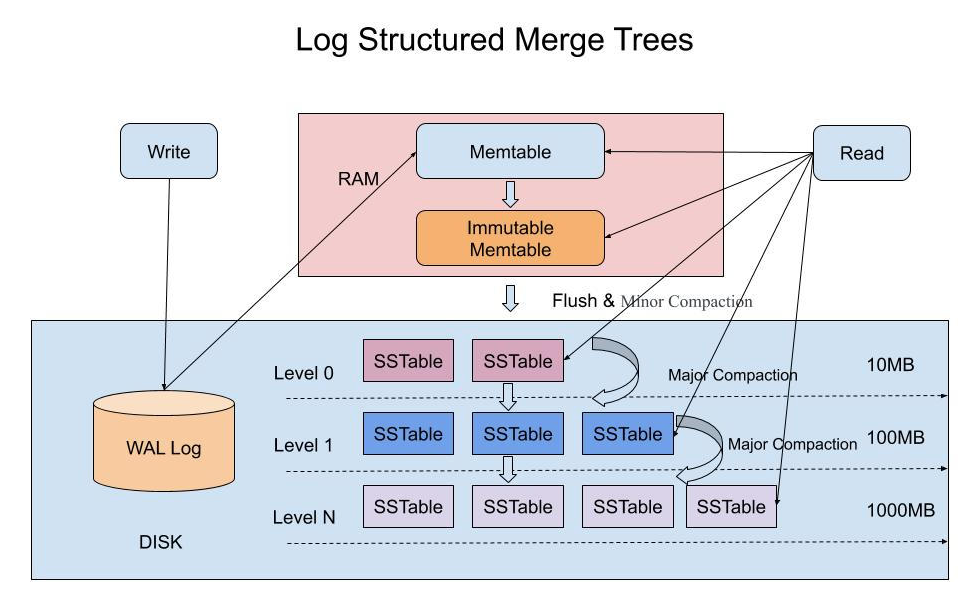 Log Structured Merge Trees
Write
Memtable
Read
RAM
Immutable
Memtable
Flush & Minor Compaction
Level 0
SSTable
SSTable
Major Compaction
10MB
Level 1
SSTable
SSTable
SSTable
Major Compaction
100MB
WAL Log
Level N
SSTable
SSTable
SSTable
SSTable
1000MB
DISK